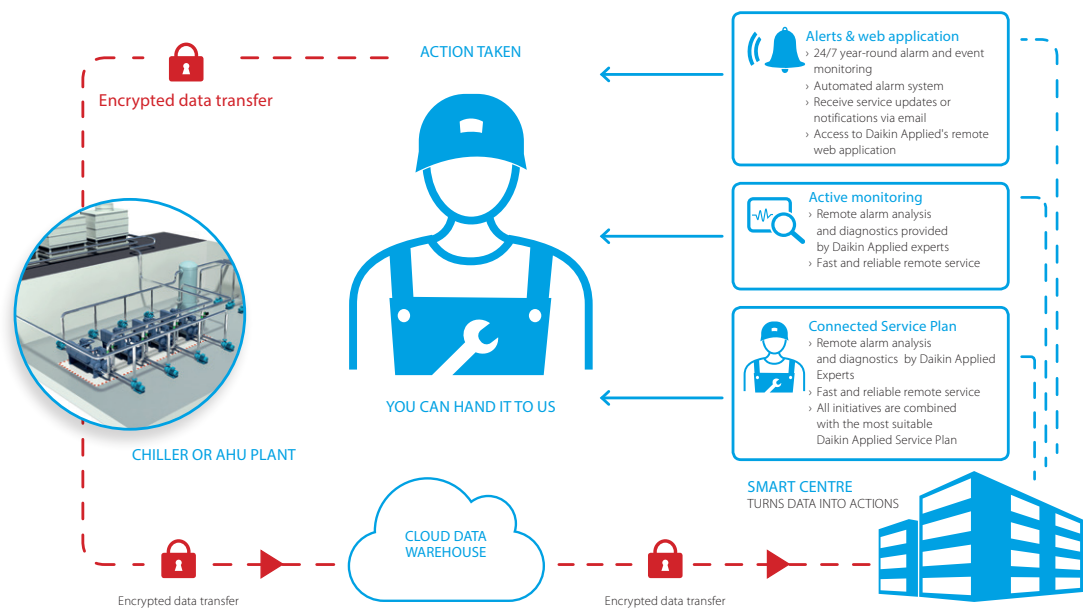 ACTION TAKEN
Encrypted data transfer
Alerts & web application
› 24/7 year-round alarm and event
monitoring
› Automated alarm system
› Receive service updates or
notifications via email
› Access to Daikin Applied's remote
web application
Active monitoring
› Remote alarm analysis
and diagnostics provided
by Daikin Applied experts
› Fast and reliable remote service
Connected Service Plan
› Remote alarm analysis
and diagnostics by Daikin Applied
Experts
› Fast and reliable remote service
› All initiatives are combined
with the most suitable
Daikin Applied Service Plan
YOU CAN HAND IT TO US
CHILLER OR AHU PLANT
SMART CENTRE
TURNS DATA INTO ACTIONS
CLOUD DATA
WAREHOUSE
Encrypted data transfer
Encrypted data transfer